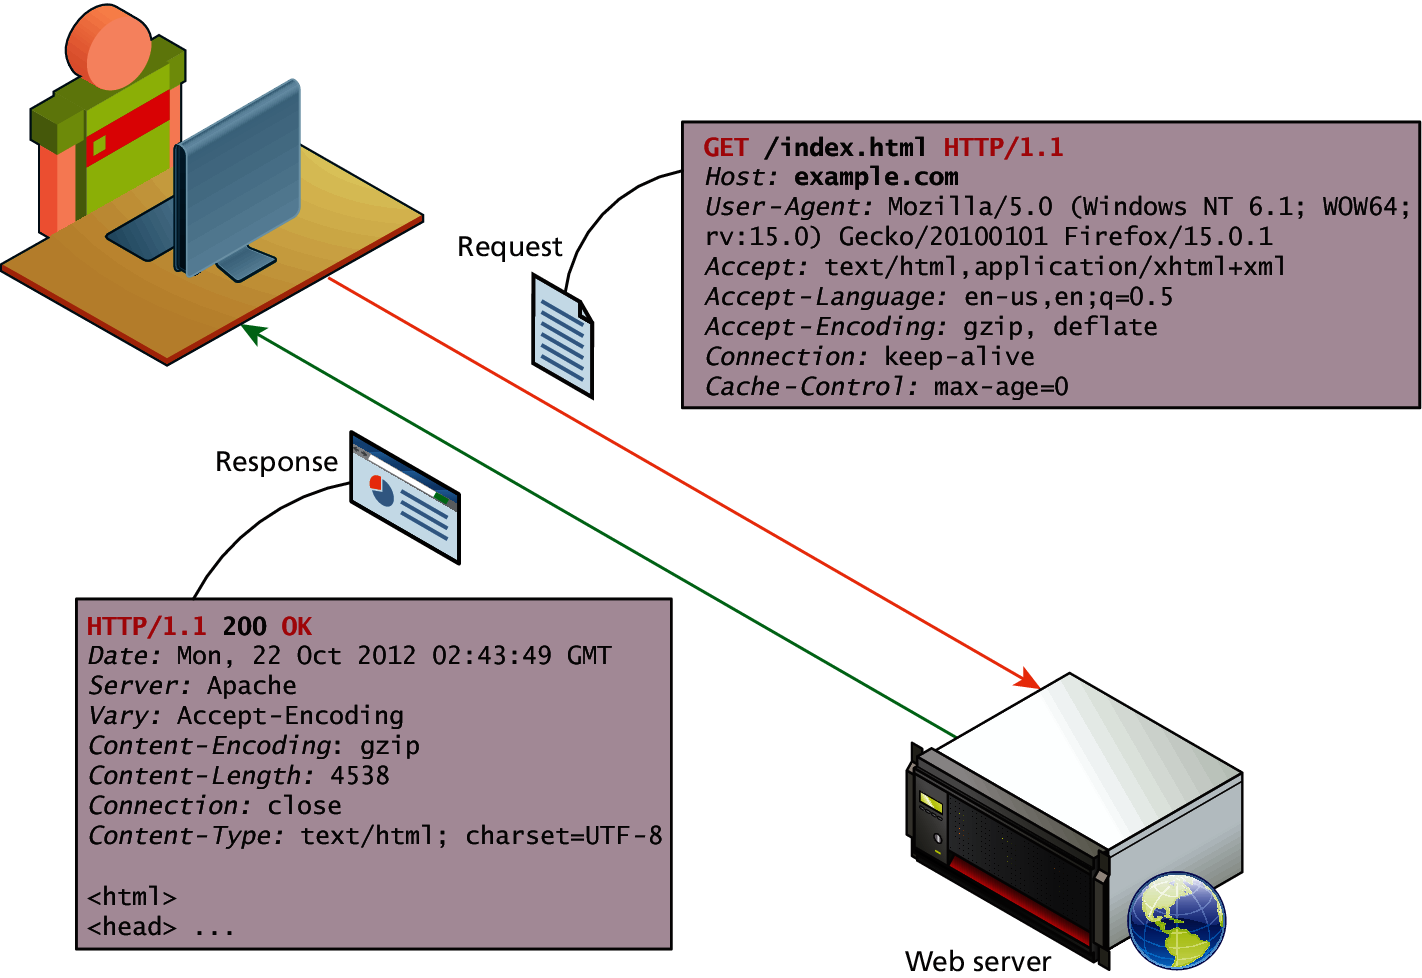 GET /index.html HTTP/1.1
Host: example.com
User-Agent: Mozilla/5.0 (Windows NT 6.1; WOW64;
rv:15.0) Gecko/20100101 Firefox/15.0.1
Accept: text/html,application/xhtml+xml
Accept-Language: en-us,en;q=0.5
Accept-Encoding: gzip, deflate
Connection: keep-alive
Cache-Control: max-age=0
Request
Response
HTTP/1.1 200 OK
Date: Mon, 22 Oct 2012 02:43:49 GMT
Server: Apache
Vary: Accept-Encoding
Content-Encoding: gzip
Content-Length: 4538
Connection: close
Content-Type: text/html; charset=UTF-8
<html>
<head> ...
Web server